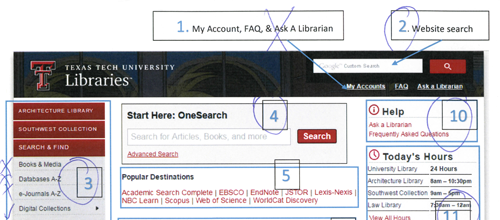 1. My Account, FAQ, & Ask A Librarian
2. Website search
TEXAS TECH UNIVERSITY
Libraries™
Google™ Custom Search
My Accounts FAQ Ask a Librarian
ARCHITECTURE LIBRARY
SOUTHWEST COLLECTION
SEARCH & FIND
Books & Media
Databases A-Z
e-Journals A-Z
Digital Collections
3
Start Here: OneSearch
4
Search for Articles, Books, and more
Search
Advanced Search
Popular Destinations
5
Academic Search Complete | EBSCO | EndNote | JSTOR | Lexis-Nexis |
NBC Learn | Scopus | Web of Science | WorldCat Discovery
Help
10
Ask a Librarian
Frequently Asked Questions
Today's Hours
University Library 24 Hours
Architecture Library 8am – 10:30pm
Southwest Collection 9am – 5pm
Law Library 7:30am – 12am
View All Hours
11